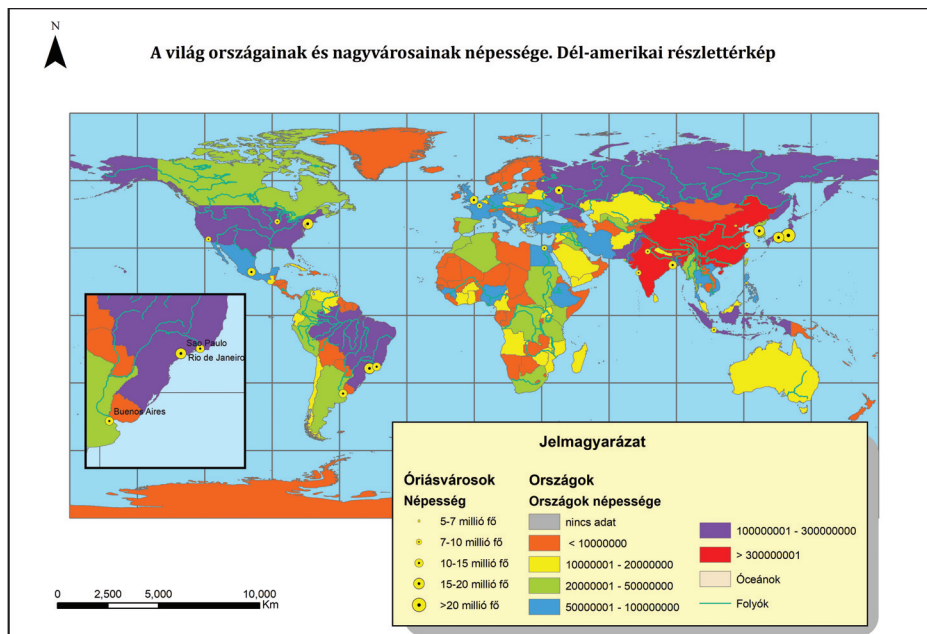 N
A világ országainak és nagyvárosainak népessége. Dél-amerikai részlettérkép
Sao Paulo
Rio de Janeiro
Buenos Aires
Jelmagyarázat
Óriásvárosok
Népesség
5-7 millió fő
7-10 millió fő
10-15 millió fő
15-20 millió fő
>20 millió fő
Országok
Országok népessége
nincs adat
< 10000000
10000001 - 20000000
20000001 - 50000000
50000001 - 100000000
100000001 - 300000000
> 300000001
Óceánok
Folyók
0 2,500 5,000 10,000
Km